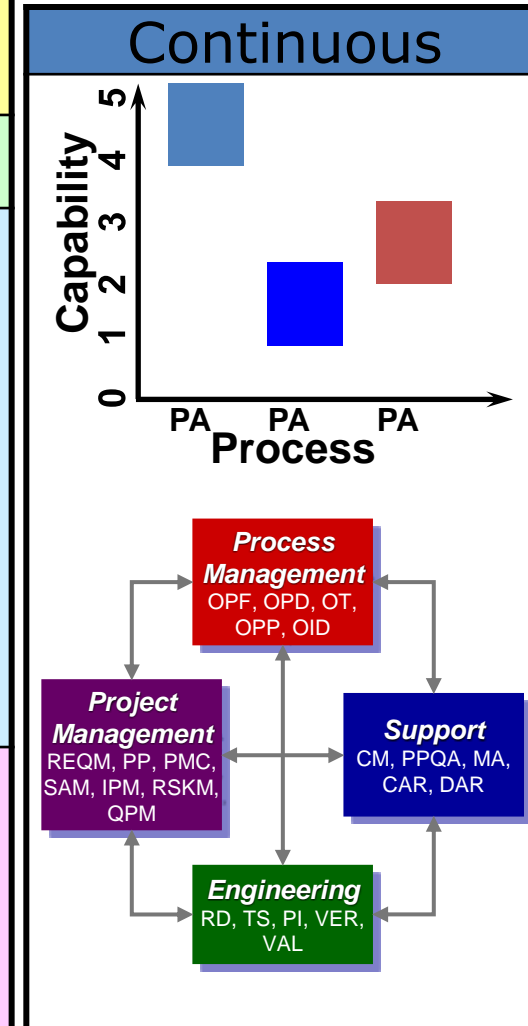 Continuous
Capability
5
4
3
2
1
0
PA PA PA
Process
Process
Management
OPF, OPD, OT,
OPP, OID
Project
Management
REQM, PP, PMC,
SAM, IPM, RSKM,
QPM
Support
CM, PPQA, MA,
CAR, DAR
Engineering
RD, TS, PI, VER,
VAL